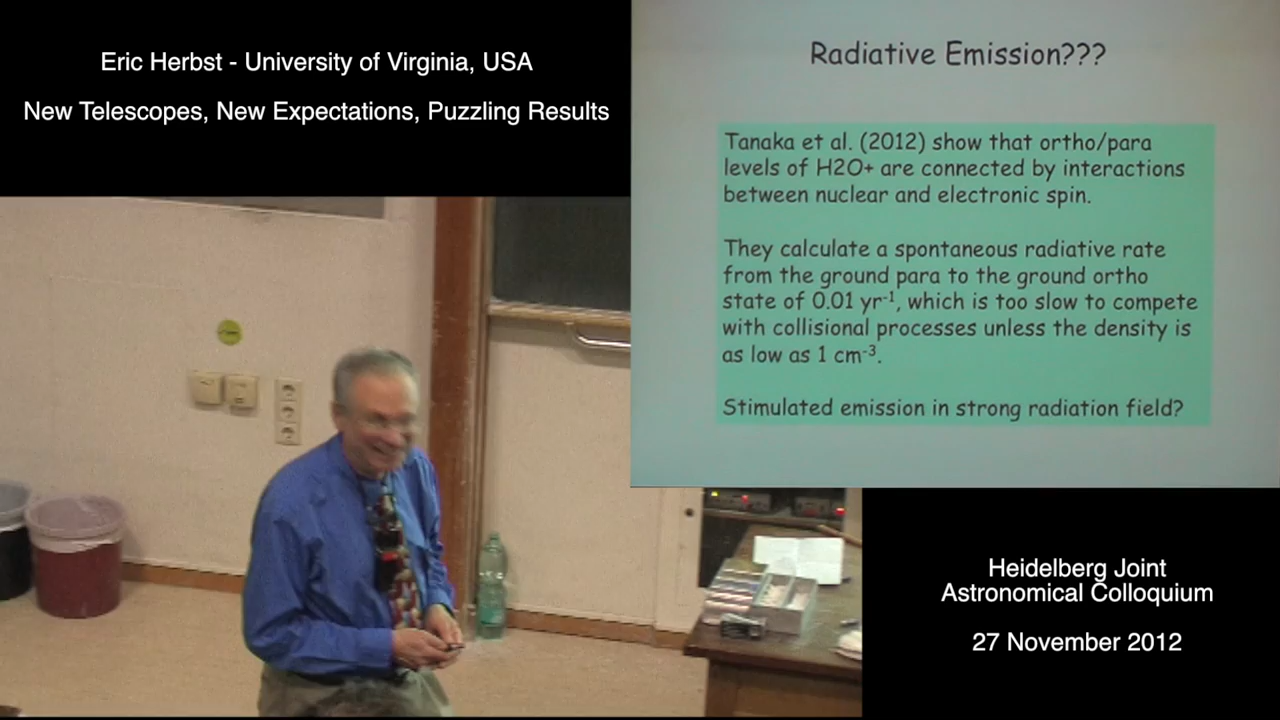 Eric Herbst - University of Virginia, USA
New Telescopes, New Expectations, Puzzling Results
Radiative Emission???
Tanaka et al. (2012) show that ortho/para
levels of H2O+ are connected by interactions
between nuclear and electronic spin.
They calculate a spontaneous radiative rate
from the ground para to the ground ortho
state of 0.01 yr⁻¹, which is too slow to compete
with collisional processes unless the density is
as low as 1 cm⁻³.
Stimulated emission in strong radiation field?
Heidelberg Joint
Astronomical Colloquium
27 November 2012